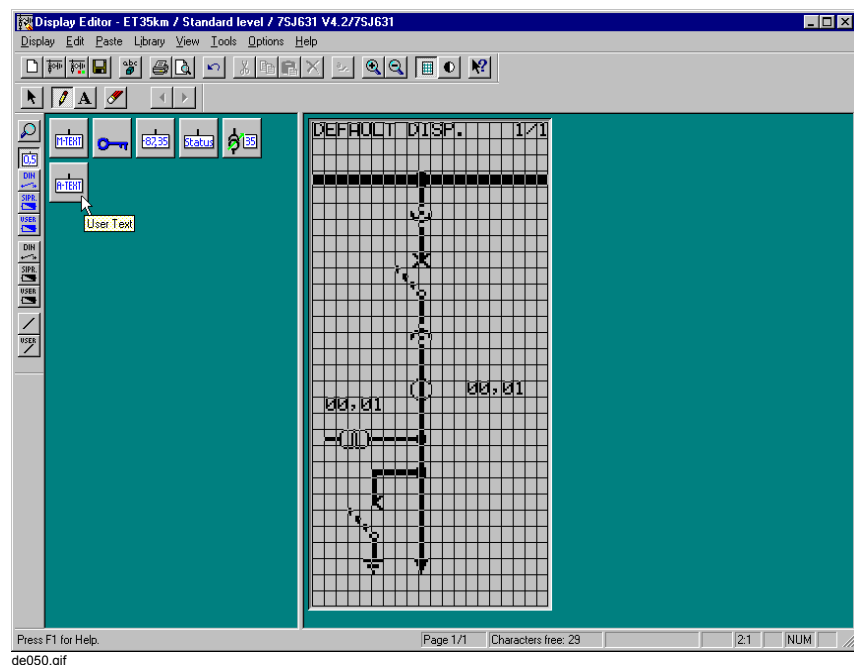 Display Editor - ET35km / Standard level / 7SJ631 V4.2/7SJ631
Display Edit Paste Library View Tools Options Help
abc
A
M-TEXT -87,35 Status 35
0,5
DIN
A-TEXT
SIPR.
USER
User Text
DIN
SIPR.
USER
USER
DEFAULT DISP. 1/1
00,01
00,01
Press F1 for Help. Page 1/1 Characters free: 29 2:1 NUM
de050.gif